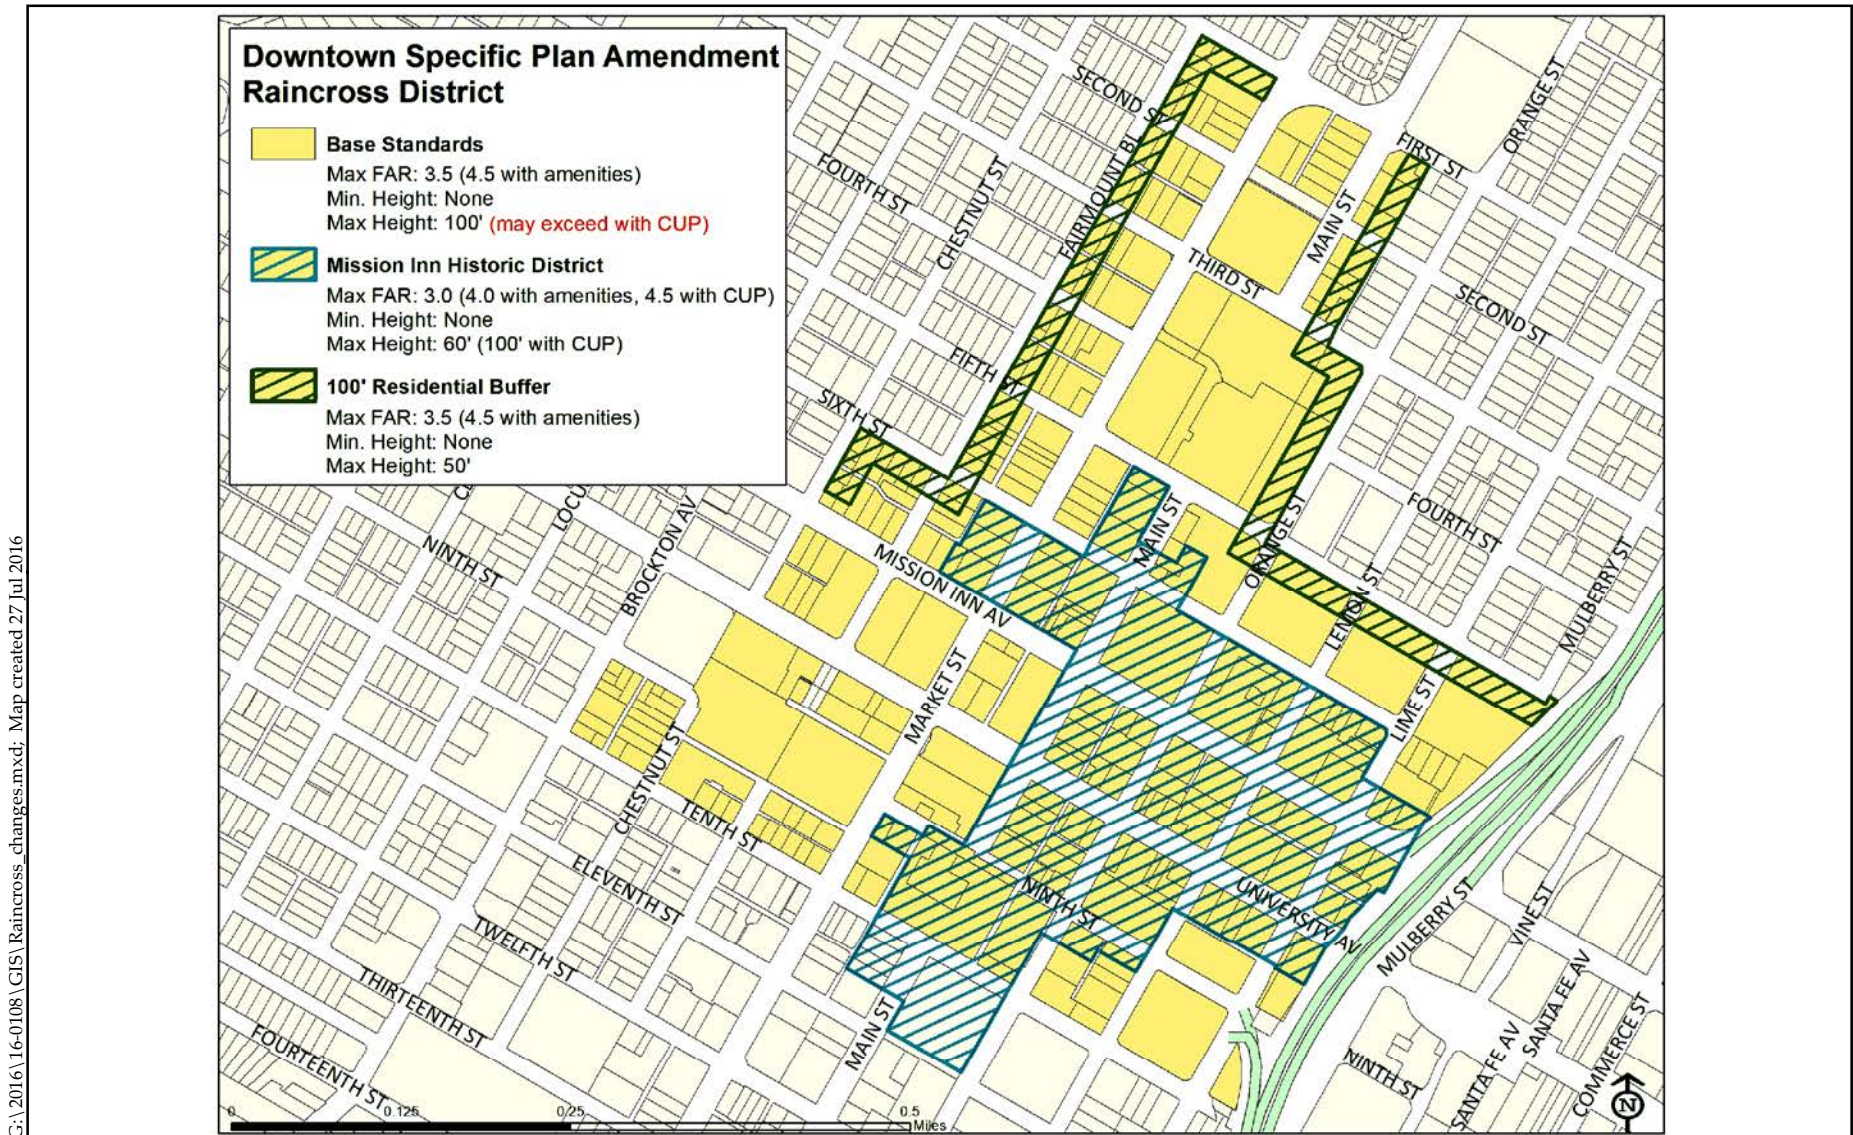 Downtown Specific Plan Amendment
Raincross District
Base Standards
Max FAR: 3.5 (4.5 with amenities)
Min. Height: None
Max Height: 100' (may exceed with CUP)
Mission Inn Historic District
Max FAR: 3.0 (4.0 with amenities, 4.5 with CUP)
Min. Height: None
Max Height: 60' (100' with CUP)
100' Residential Buffer
Max FAR: 3.5 (4.5 with amenities)
Min. Height: None
Max Height: 50'
SECOND ST
ORANGE ST
FIRST ST
FOURTH ST
CHESTNUT ST
FAIRMOUNT BL
MAIN ST
THIRD ST
SECOND ST
FIFTH ST
SIXTH ST
LOCU
BROCKTON AV
NINTH ST
MISSION INN AV
MAIN ST
ORANGE ST
FOURTH ST
LEMON ST
MULBERRY ST
MARKET ST
LIME ST
CHESTNUT ST
TENTH ST
ELEVENTH ST
NINTH ST
UNIVERSITY AV
MULBERRY ST
VINE ST
TWELFTH ST
THIRTEENTH ST
FOURTEENTH ST
MAIN ST
SANTA FE AV
SANTA FE AV
COMMERCE ST
NINTH ST
0 0.125 0.25 0.5
Miles
N
G:\2016\16-0108\GIS\Raincross_changes.mxd; Map created 27 Jul 2016